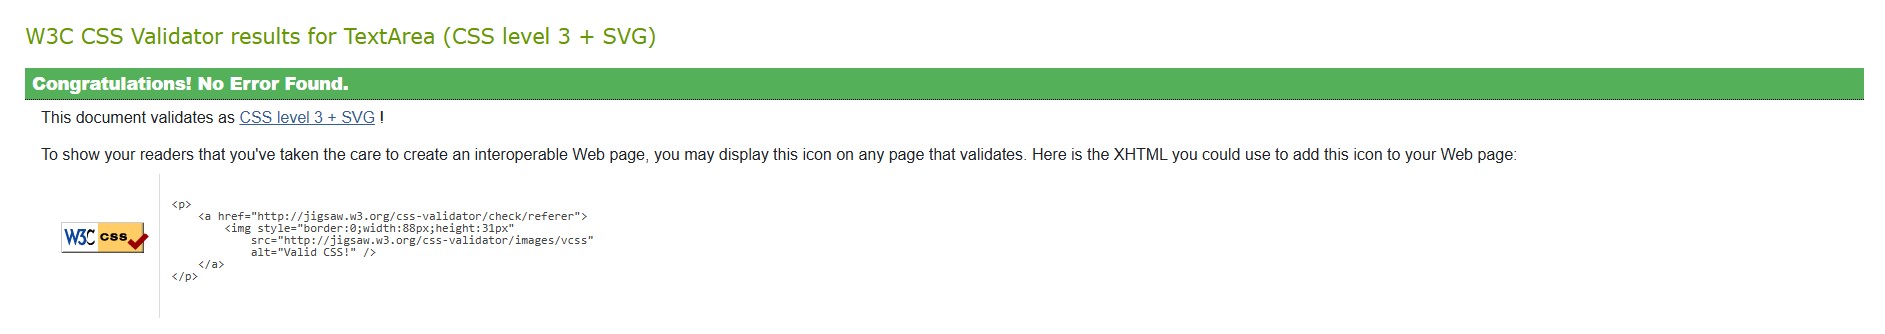 W3C CSS Validator results for TextArea (CSS level 3 + SVG)
Congratulations! No Error Found.
This document validates as CSS level 3 + SVG !
To show your readers that you've taken the care to create an interoperable Web page, you may display this icon on any page that validates. Here is the XHTML you could use to add this icon to your Web page:
W3C css
<p>
    <a href="http://jigsaw.w3.org/css-validator/check/referer">
        <img style="border:0;width:88px;height:31px"
            src="http://jigsaw.w3.org/css-validator/images/vcss"
            alt="Valid CSS!" />
    </a>
</p>